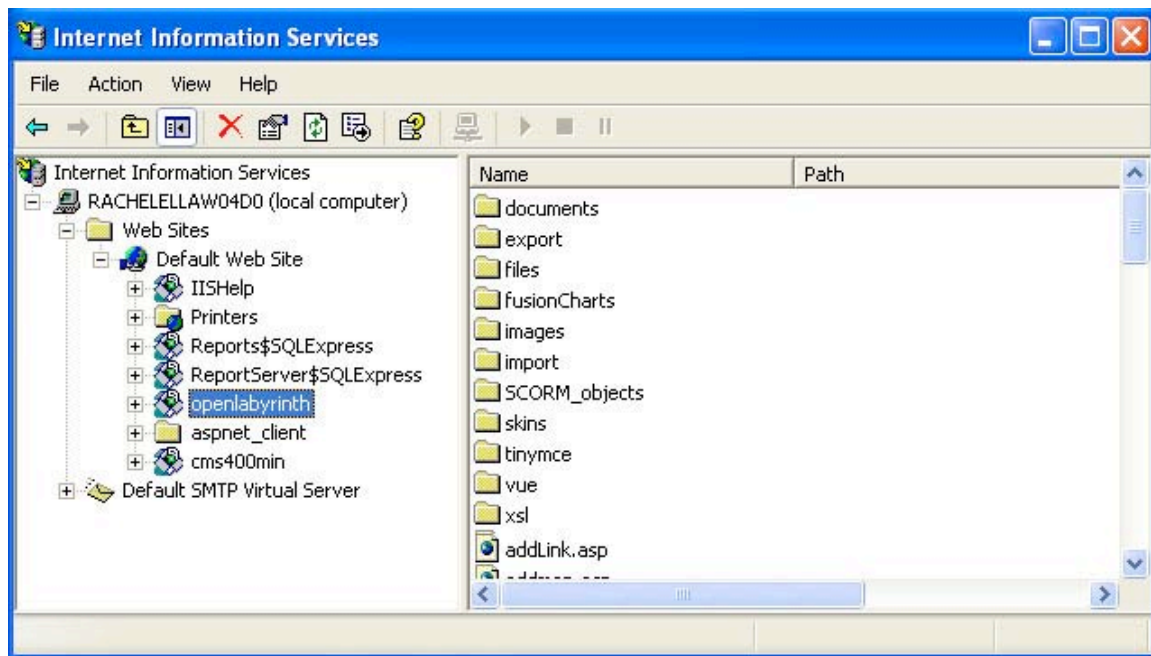 Internet Information Services
File Action View Help
Internet Information Services
RACHELELLAW04D0 (local computer)
Web Sites
Default Web Site
IISHelp
Printers
Reports$SQLExpress
ReportServer$SQLExpress
openlabyrinth
aspnet_client
cms400min
Default SMTP Virtual Server
Name Path
documents
export
files
fusionCharts
images
import
SCORM_objects
skins
tinymce
vue
xsl
addLink.asp